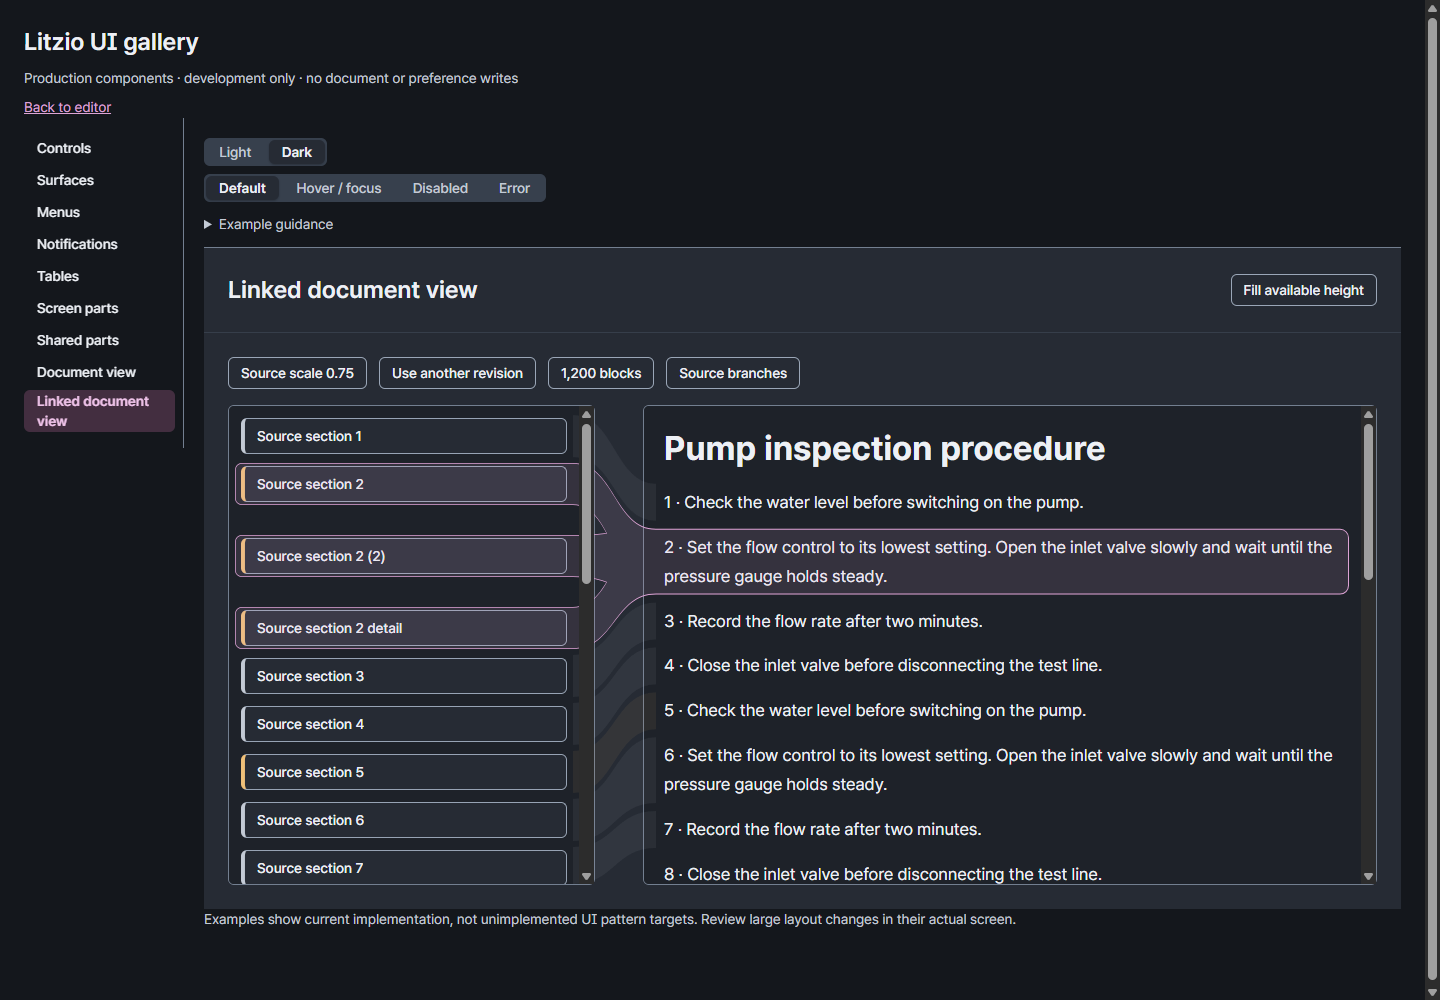 Litzio UI gallery
Production components · development only · no document or preference writes
Back to editor
Controls
Surfaces
Menus
Notifications
Tables
Screen parts
Shared parts
Document view
Linked document
view
Light Dark
Default Hover / focus Disabled Error
Example guidance
Linked document view
Fill available height
Source scale 0.75 Use another revision 1,200 blocks Source branches
Source section 1
Source section 2
Source section 2 (2)
Source section 2 detail
Source section 3
Source section 4
Source section 5
Source section 6
Source section 7
Pump inspection procedure
1 · Check the water level before switching on the pump.
2 · Set the flow control to its lowest setting. Open the inlet valve slowly and wait until the
pressure gauge holds steady.
3 · Record the flow rate after two minutes.
4 · Close the inlet valve before disconnecting the test line.
5 · Check the water level before switching on the pump.
6 · Set the flow control to its lowest setting. Open the inlet valve slowly and wait until the
pressure gauge holds steady.
7 · Record the flow rate after two minutes.
8 · Close the inlet valve before disconnecting the test line.
Examples show current implementation, not unimplemented UI pattern targets. Review large layout changes in their actual screen.